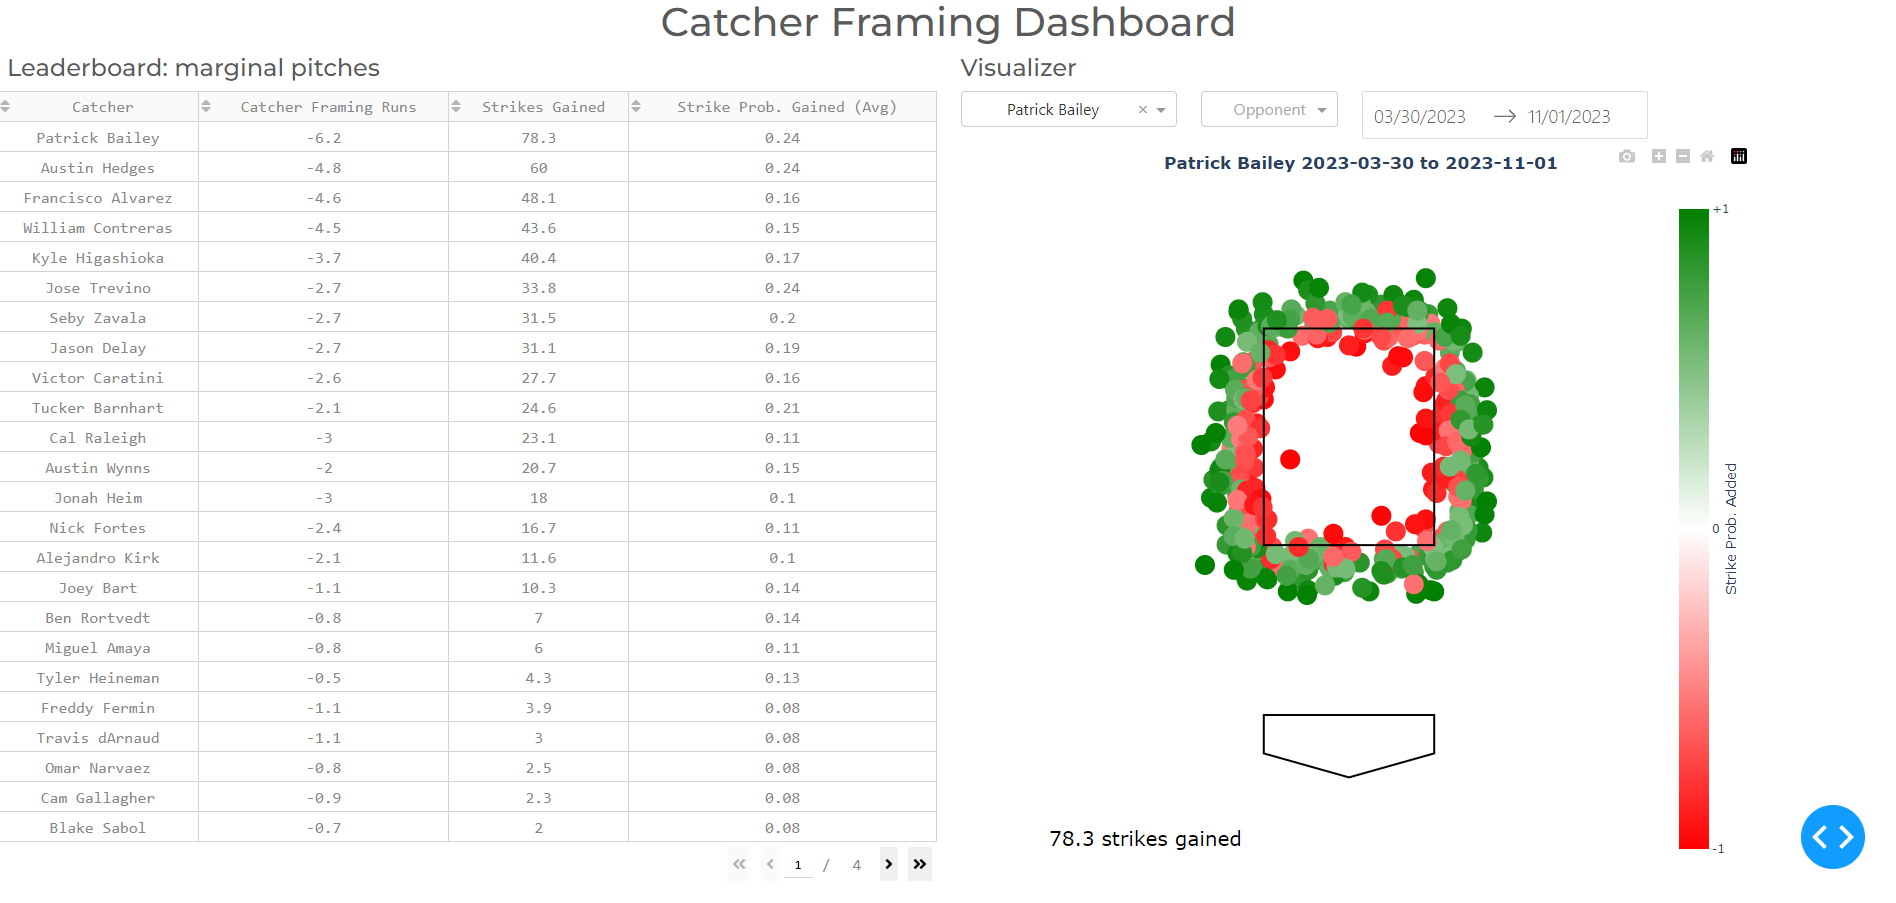 Catcher Framing Dashboard
Leaderboard: marginal pitches
Catcher Catcher Framing Runs Strikes Gained Strike Prob. Gained (Avg)
Patrick Bailey -6.2 78.3 0.24
Austin Hedges -4.8 60 0.24
Francisco Alvarez -4.6 48.1 0.16
William Contreras -4.5 43.6 0.15
Kyle Higashioka -3.7 40.4 0.17
Jose Trevino -2.7 33.8 0.24
Seby Zavala -2.7 31.5 0.2
Jason Delay -2.7 31.1 0.19
Victor Caratini -2.6 27.7 0.16
Tucker Barnhart -2.1 24.6 0.21
Cal Raleigh -3 23.1 0.11
Austin Wynns -2 20.7 0.15
Jonah Heim -3 18 0.1
Nick Fortes -2.4 16.7 0.11
Alejandro Kirk -2.1 11.6 0.1
Joey Bart -1.1 10.3 0.14
Ben Rortvedt -0.8 7 0.14
Miguel Amaya -0.8 6 0.11
Tyler Heineman -0.5 4.3 0.13
Freddy Fermin -1.1 3.9 0.08
Travis dArnaud -1.1 3 0.08
Omar Narvaez -0.8 2.5 0.08
Cam Gallagher -0.9 2.3 0.08
Blake Sabol -0.7 2 0.08
1 / 4
Visualizer
Patrick Bailey × Opponent 03/30/2023 → 11/01/2023
Patrick Bailey 2023-03-30 to 2023-11-01
+1
0
-1
Strike Prob. Added
78.3 strikes gained